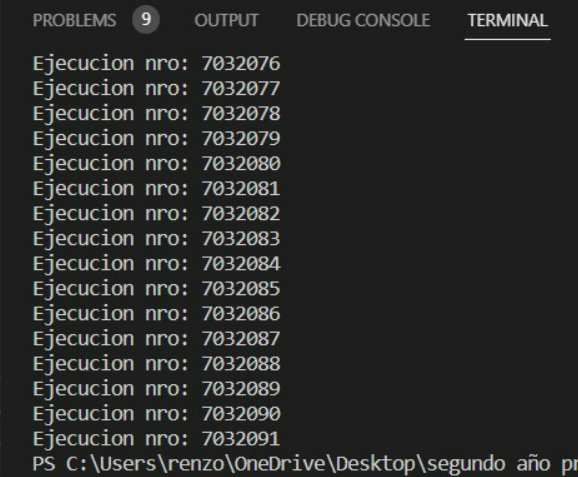 PROBLEMS 9 OUTPUT DEBUG CONSOLE TERMINAL
Ejecucion nro: 7032076
Ejecucion nro: 7032077
Ejecucion nro: 7032078
Ejecucion nro: 7032079
Ejecucion nro: 7032080
Ejecucion nro: 7032081
Ejecucion nro: 7032082
Ejecucion nro: 7032083
Ejecucion nro: 7032084
Ejecucion nro: 7032085
Ejecucion nro: 7032086
Ejecucion nro: 7032087
Ejecucion nro: 7032088
Ejecucion nro: 7032089
Ejecucion nro: 7032090
Ejecucion nro: 7032091
PS C:\Users\renzo\OneDrive\Desktop\segundo año pr